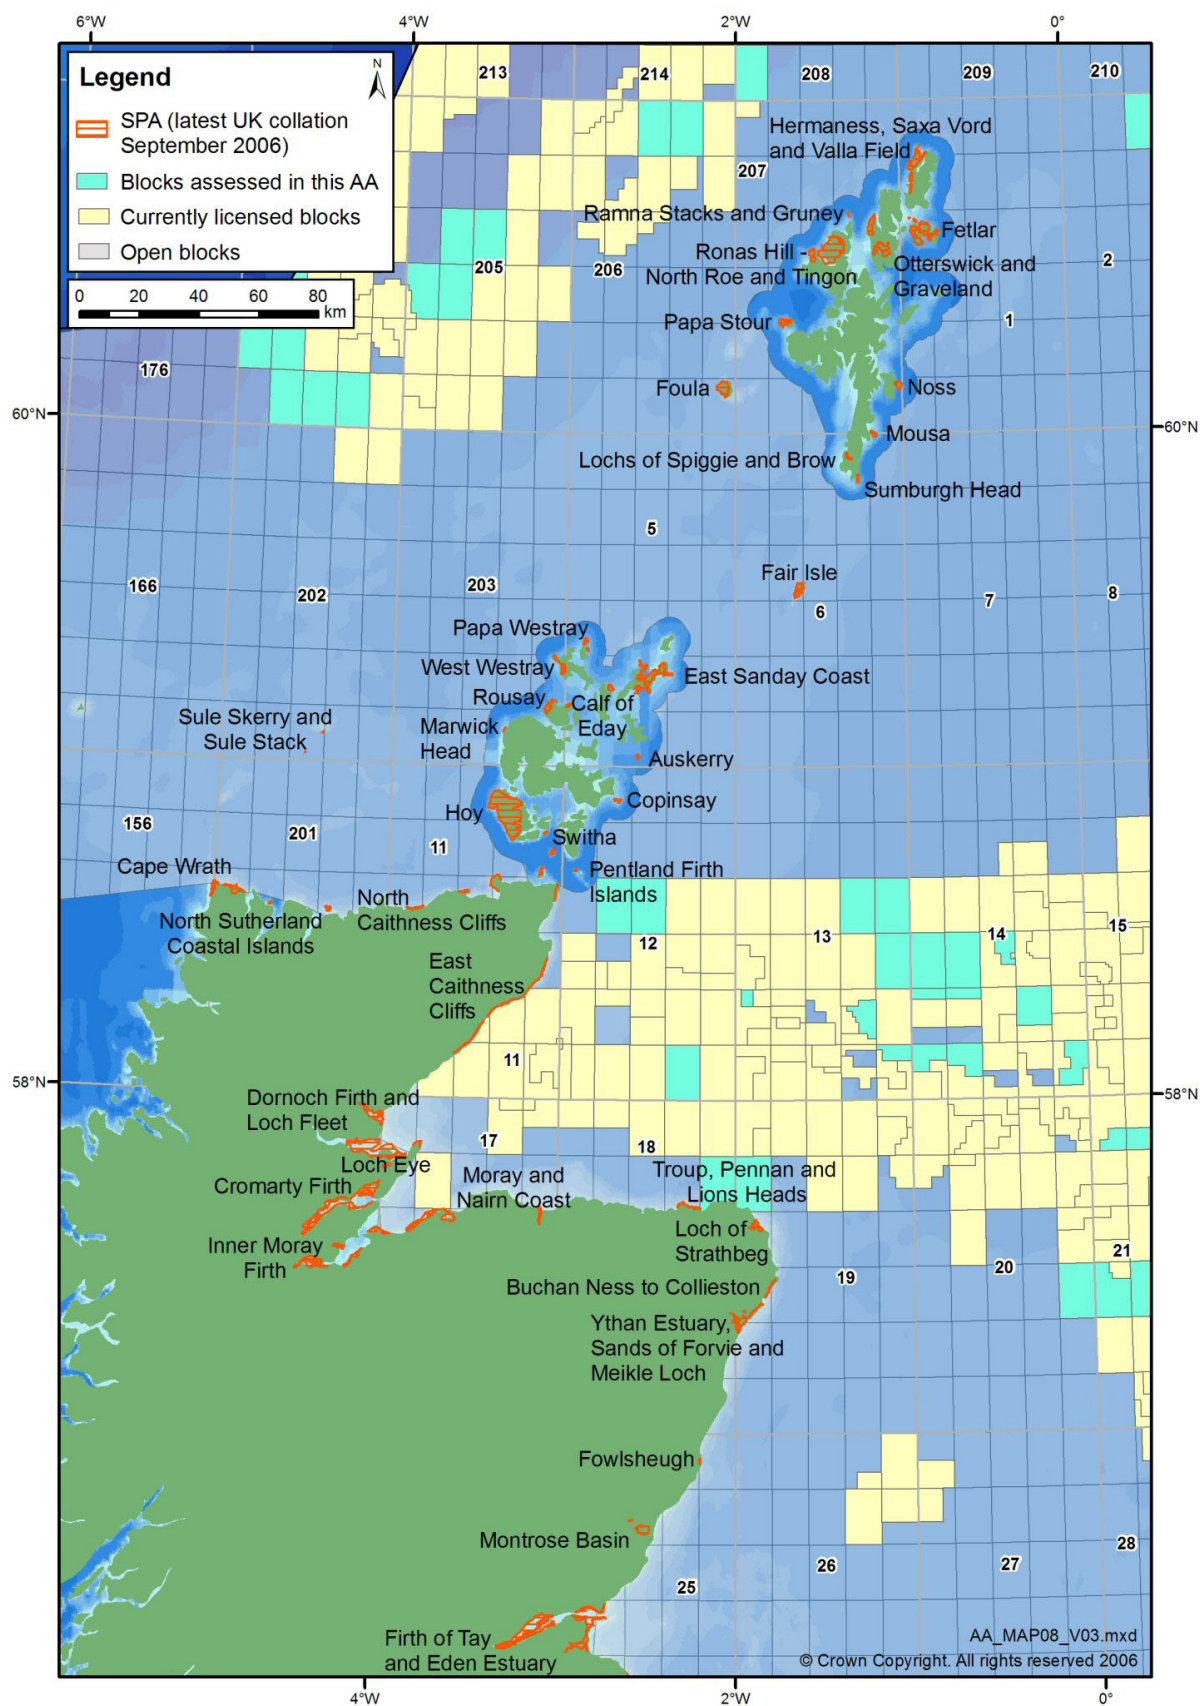 6°W
4°W
2°W
0°
Legend
N
SPA (latest UK collation
September 2006)
Blocks assessed in this AA
Currently licensed blocks
Open blocks
0 20 40 60 80
km
213
214
208
209
210
Hermaness, Saxa Vord
and Valla Field
207
Ramna Stacks and Gruney
Fetlar
Ronas Hill -
North Roe and Tingon
Otterswick and
Graveland
205
206
2
1
Papa Stour
176
Foula
Noss
60°N
60°N
Mousa
Lochs of Spiggie and Brow
Sumburgh Head
5
166
202
203
Fair Isle
6
7
8
Papa Westray
West Westray
East Sanday Coast
Rousay
Calf of
Eday
Sule Skerry and
Sule Stack
Marwick
Head
Auskerry
Hoy
Copinsay
156
201
11
Switha
Cape Wrath
Pentland Firth
Islands
North Sutherland
Coastal Islands
North
Caithness Cliffs
12
13
14
15
East
Caithness
Cliffs
11
58°N
58°N
Dornoch Firth and
Loch Fleet
17
18
Loch Eye
Moray and
Nairn Coast
Troup, Pennan and
Lions Heads
Cromarty Firth
Loch of
Strathbeg
Inner Moray
Firth
19
20
21
Buchan Ness to Collieston
Ythan Estuary,
Sands of Forvie and
Meikle Loch
Fowlsheugh
Montrose Basin
25
26
27
28
Firth of Tay
and Eden Estuary
AA_MAP08_V03.mxd
© Crown Copyright. All rights reserved 2006
4°W
2°W
0°